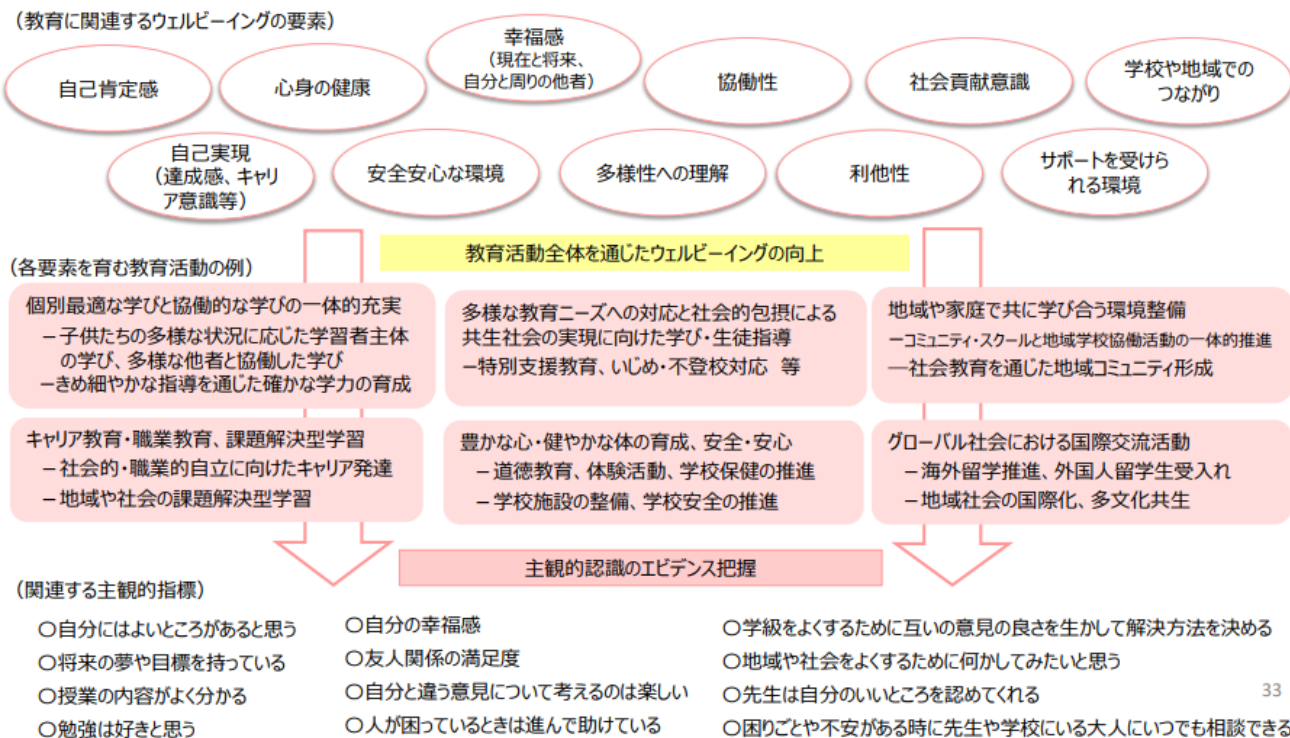 （教育に関連するウェルビーイングの要素）
自己肯定感
心身の健康
幸福感
（現在と将来、
自分と周りの他者）
協働性
社会貢献意識
学校や地域での
つながり
自己実現
（達成感、キャリ
ア意識等）
安全安心な環境
多様性への理解
利他性
サポートを受けら
れる環境
教育活動全体を通じたウェルビーイングの向上
（各要素を育む教育活動の例）
個別最適な学びと協働的な学びの一体的充実
－子供たちの多様な状況に応じた学習者主体
の学び、多様な他者と協働した学び
－きめ細やかな指導を通じた確かな学力の育成
多様な教育ニーズへの対応と社会的包摂による
共生社会の実現に向けた学び・生徒指導
－特別支援教育、いじめ・不登校対応　等
地域や家庭で共に学び合う環境整備
－コミュニティ・スクールと地域学校協働活動の一体的推進
―社会教育を通じた地域コミュニティ形成
キャリア教育・職業教育、課題解決型学習
－社会的・職業的自立に向けたキャリア発達
－地域や社会の課題解決型学習
豊かな心・健やかな体の育成、安全・安心
－道徳教育、体験活動、学校保健の推進
－学校施設の整備、学校安全の推進
グローバル社会における国際交流活動
－海外留学推進、外国人留学生受入れ
－地域社会の国際化、多文化共生
主観的認識のエビデンス把握
（関連する主観的指標）
○自分にはよいところがあると思う
○将来の夢や目標を持っている
○授業の内容がよく分かる
○勉強は好きと思う
○自分の幸福感
○友人関係の満足度
○自分と違う意見について考えるのは楽しい
○人が困っているときは進んで助けている
○学級をよくするために互いの意見の良さを生かして解決方法を決める
○地域や社会をよくするために何かしてみたいと思う
○先生は自分のいいところを認めてくれる
○困りごとや不安がある時に先生や学校にいる大人にいつでも相談できる
33